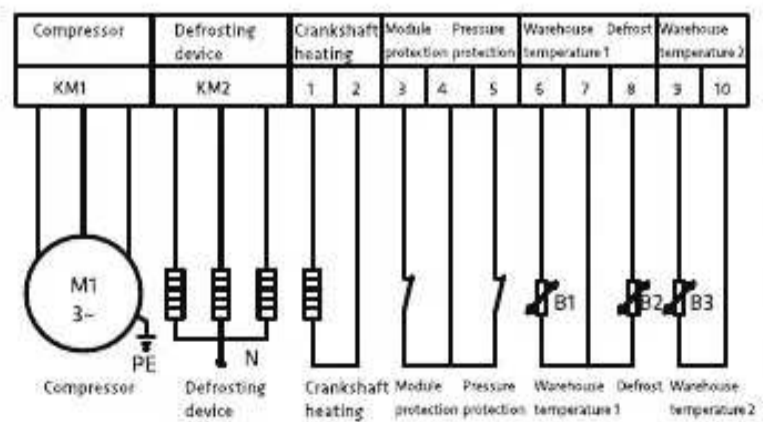 Compressor
Defrosting
device
Crankshaft
heating
Module
protection
Pressure
protection
Warehouse
temperature 1
Defrost
Warehouse
temperature 2
KM1
KM2
1
2
3
4
5
6
7
8
9
10
M1
3~
PE
N
B1
B2
B3
Compressor
Defrosting
device
Crankshaft
heating
Module
protection
Pressure
protection
Warehouse
temperature 1
Defrost
Warehouse
temperature 2